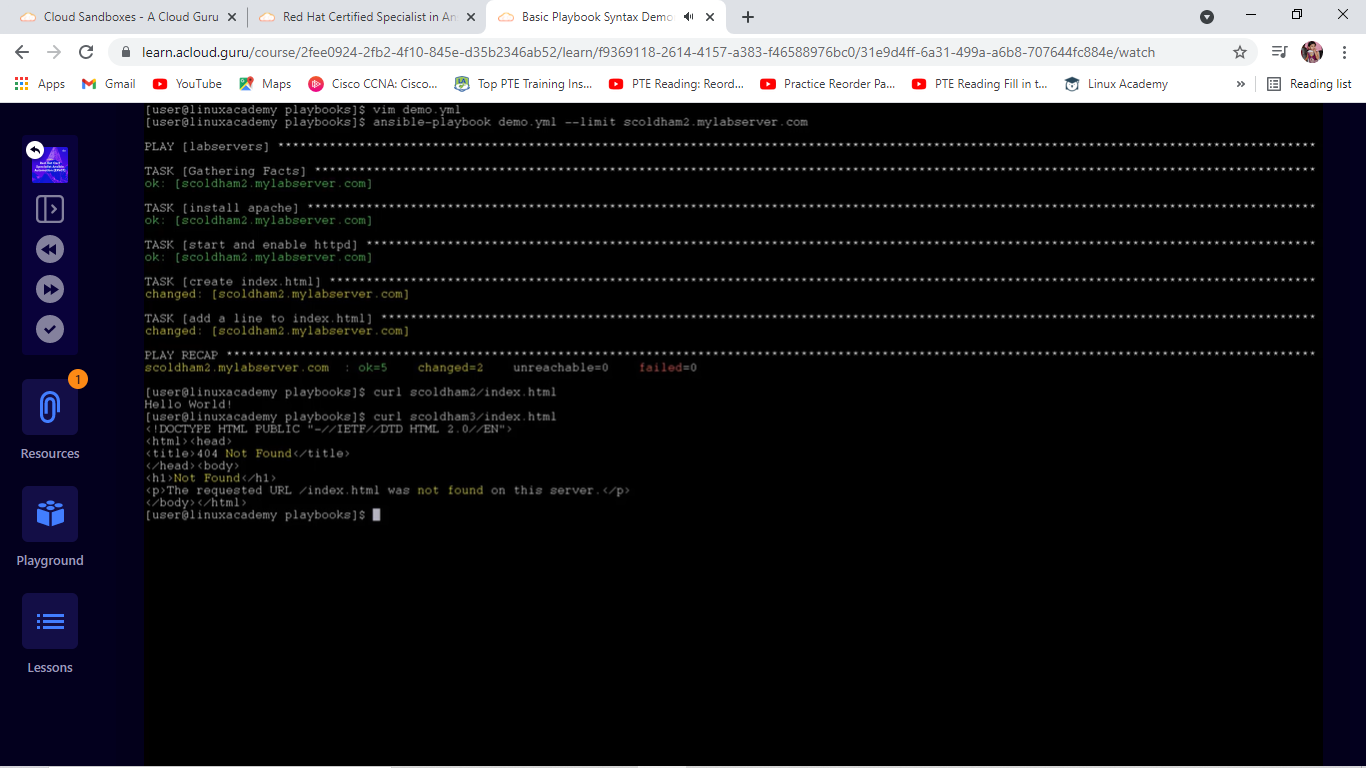 Cloud Sandboxes - A Cloud Guru
Red Hat Certified Specialist in An
Basic Playbook Syntax Demo
learn.acloud.guru/course/2fee0924-2fb2-4f10-845e-d35b2346ab52/learn/f9369118-2614-4157-a383-f46588976bc0/31e9d4ff-6a31-499a-a6b8-707644fc884e/watch
Apps Gmail YouTube Maps Cisco CCNA: Cisco... Top PTE Training Ins... PTE Reading: Reord... Practice Reorder Pa... PTE Reading Fill in t... Linux Academy » Reading list
[user@linuxacademy playbooks]$ vim demo.yml
[user@linuxacademy playbooks]$ ansible-playbook demo.yml --limit scoldham2.mylabserver.com
PLAY [labservers] ****
TASK [Gathering Facts] ****
ok: [scoldham2.mylabserver.com]
TASK [install apache] ****
ok: [scoldham2.mylabserver.com]
TASK [start and enable httpd] ****
ok: [scoldham2.mylabserver.com]
TASK [create index.html] ****
changed: [scoldham2.mylabserver.com]
TASK [add a line to index.html] ****
changed: [scoldham2.mylabserver.com]
PLAY RECAP ****
scoldham2.mylabserver.com : ok=5 changed=2 unreachable=0 failed=0
[user@linuxacademy playbooks]$ curl scoldham2/index.html
Hello World!
[user@linuxacademy playbooks]$ curl scoldham3/index.html
<!DOCTYPE HTML PUBLIC "-//IETF//DTD HTML 2.0//EN">
<html><head>
<title>404 Not Found</title>
</head><body>
<h1>Not Found</h1>
<p>The requested URL /index.html was not found on this server.</p>
</body></html>
[user@linuxacademy playbooks]$
1
Resources
Playground
Lessons